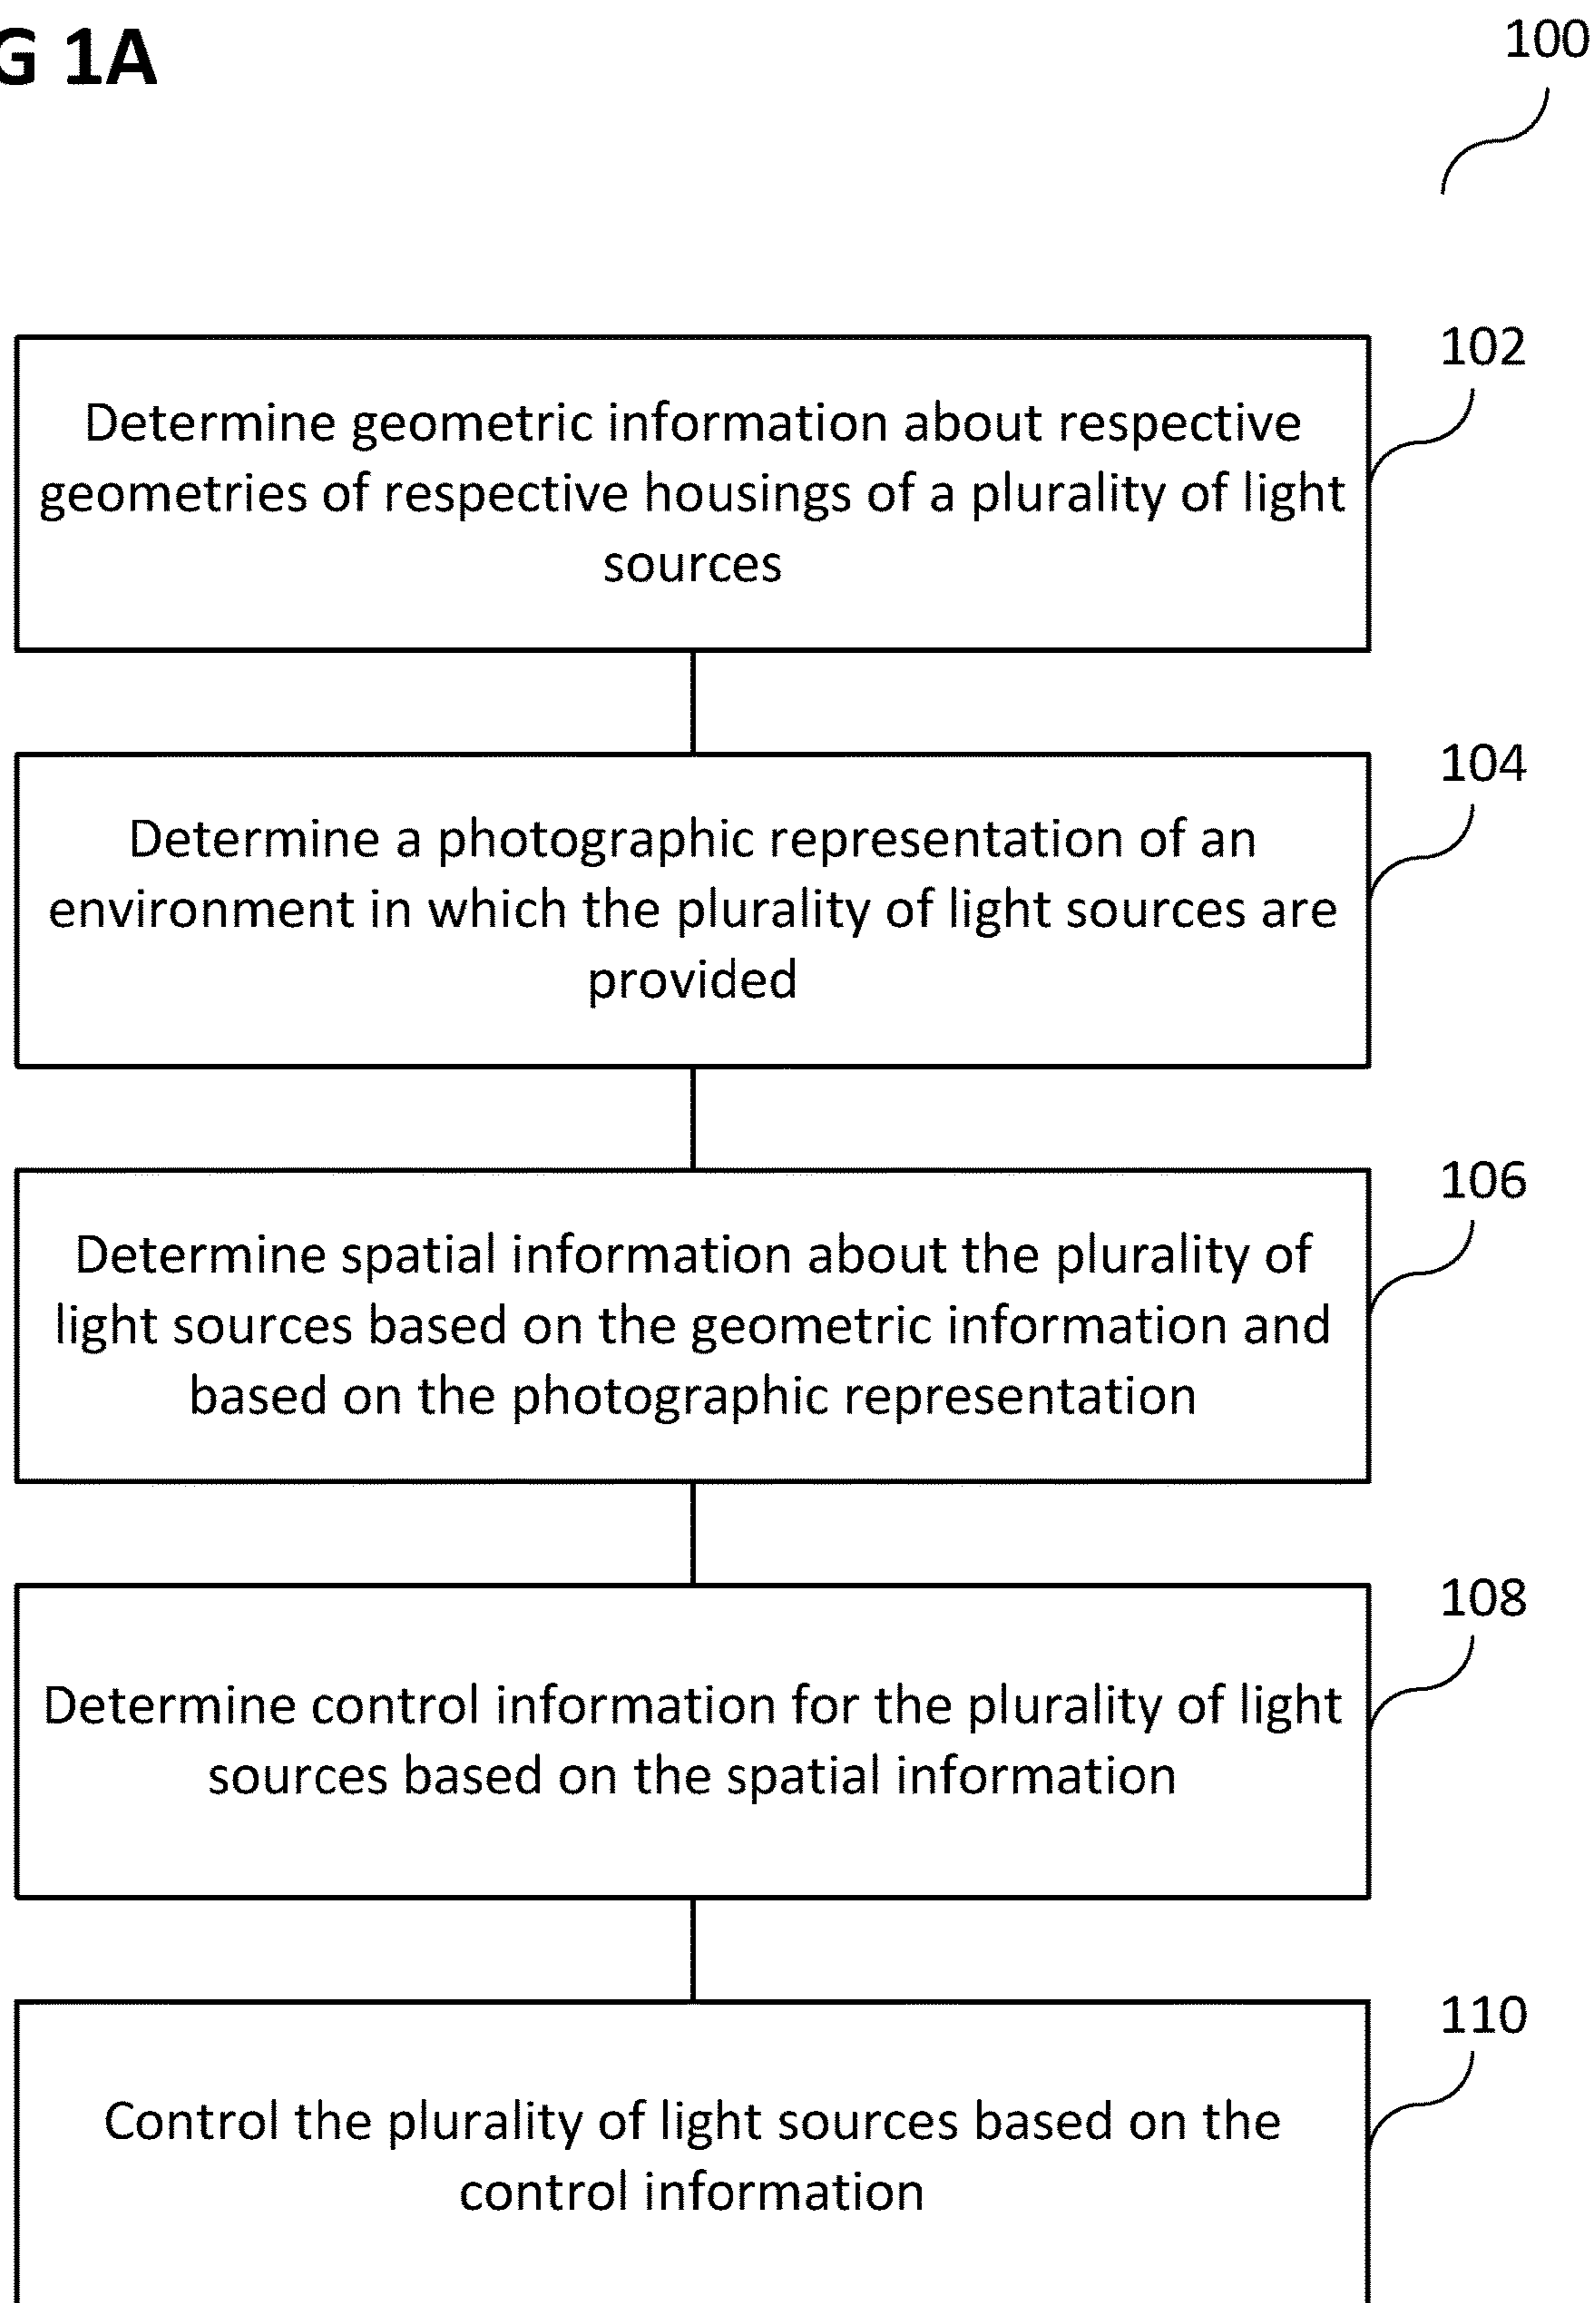 G 1A
100
102
Determine geometric information about respective
geometries of respective housings of a plurality of light
sources
104
Determine a photographic representation of an
environment in which the plurality of light sources are
provided
106
Determine spatial information about the plurality of
light sources based on the geometric information and
based on the photographic representation
108
Determine control information for the plurality of light
sources based on the spatial information
110
Control the plurality of light sources based on the
control information